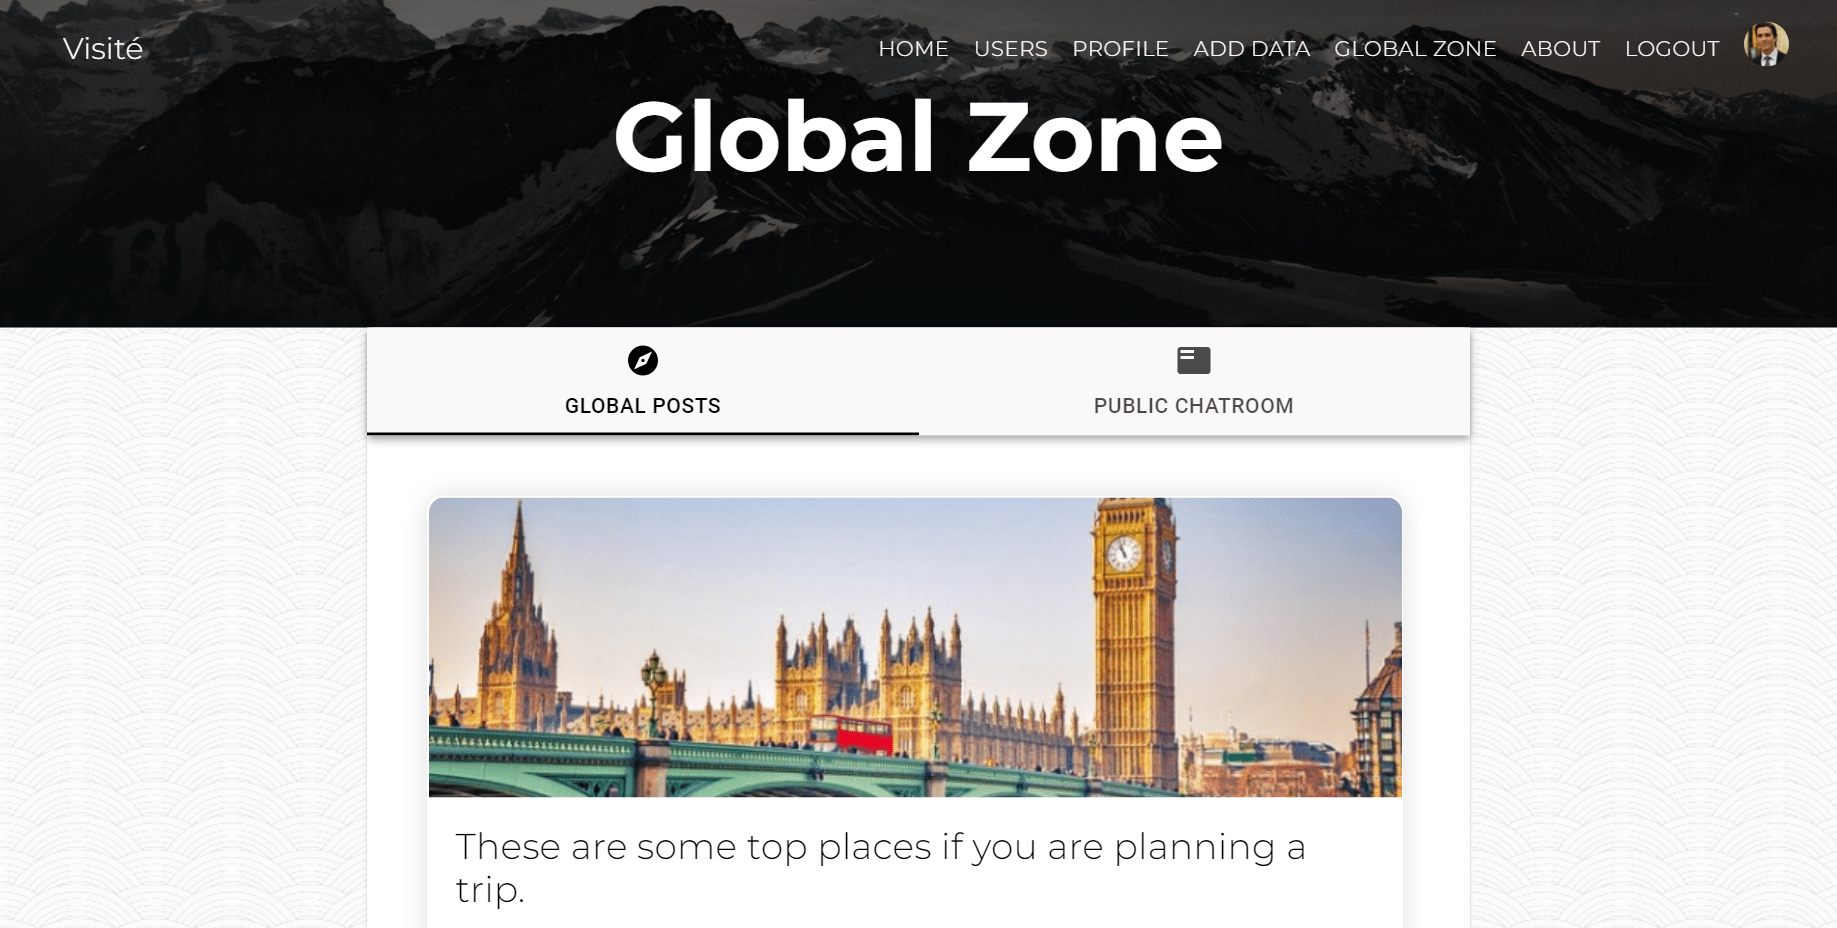 Visité
HOME USERS PROFILE ADD DATA GLOBAL ZONE ABOUT LOGOUT
Global Zone
GLOBAL POSTS
PUBLIC CHATROOM
These are some top places if you are planning a
trip.